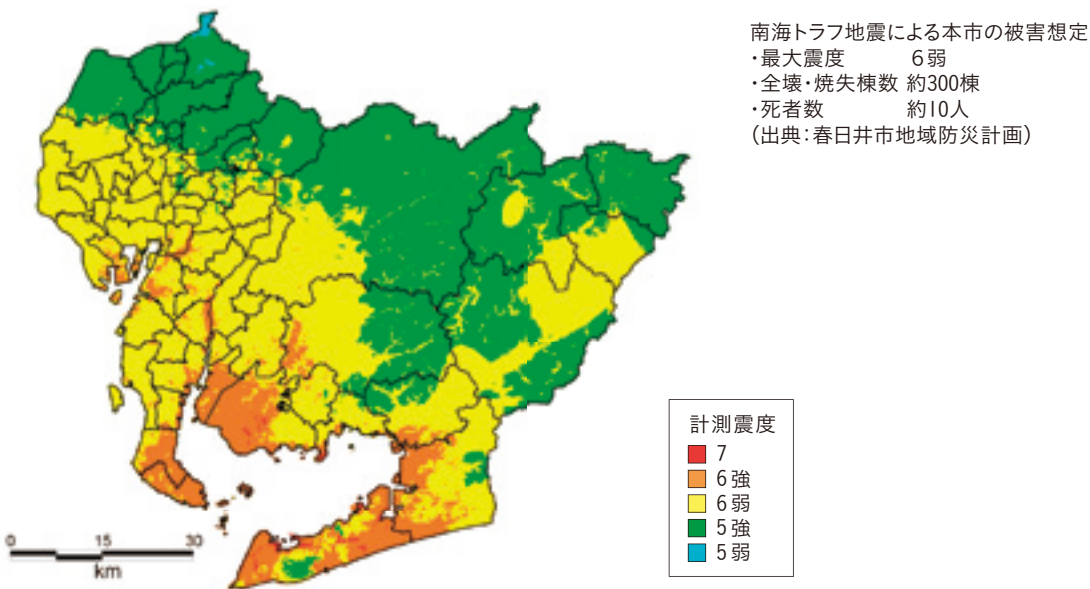 南海トラフ地震による本市の被害想定
・最大震度 6弱
・全壊・焼失棟数 約300棟
・死者数 約10人
(出典:春日井市地域防災計画)
計測震度
7
6強
6弱
5強
5弱
0 15 30
km